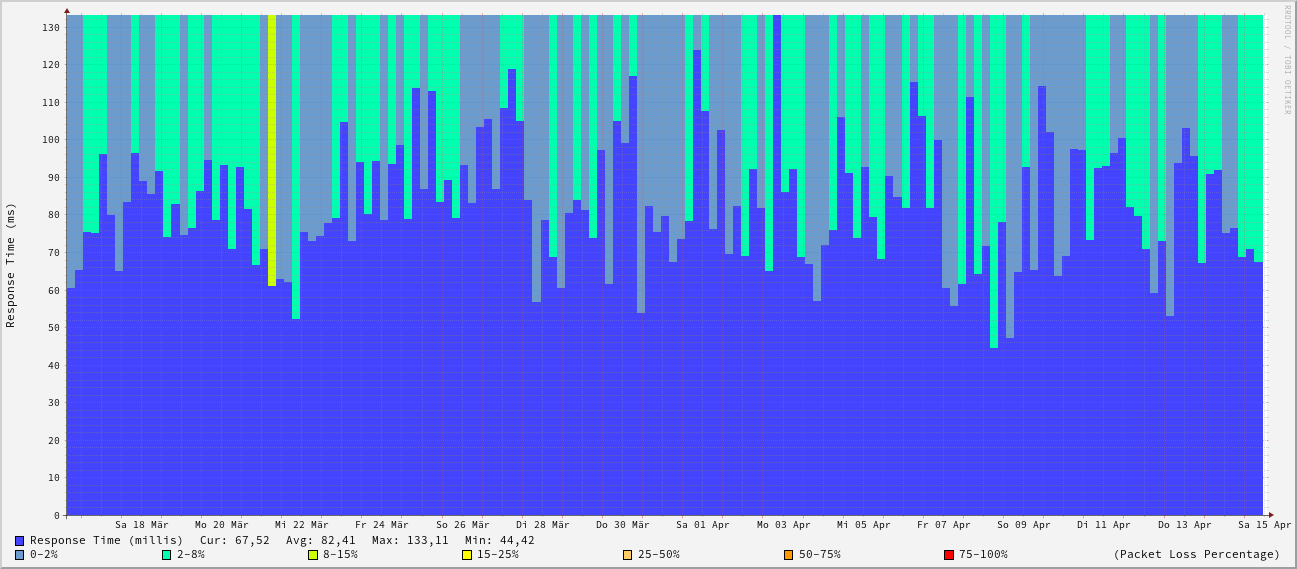 RRDTOOL / TOBI OETIKER
Response Time (ms)
130
120
110
100
90
80
70
60
50
40
30
20
10
0
Sa 18 Mär Mo 20 Mär Mi 22 Mär Fr 24 Mär So 26 Mär Di 28 Mär Do 30 Mär Sa 01 Apr Mo 03 Apr Mi 05 Apr Fr 07 Apr So 09 Apr Di 11 Apr Do 13 Apr Sa 15 Apr
Response Time (millis) Cur: 67,52 Avg: 82,41 Max: 133,11 Min: 44,42
0-2% 2-8% 8-15% 15-25% 25-50% 50-75% 75-100% (Packet Loss Percentage)